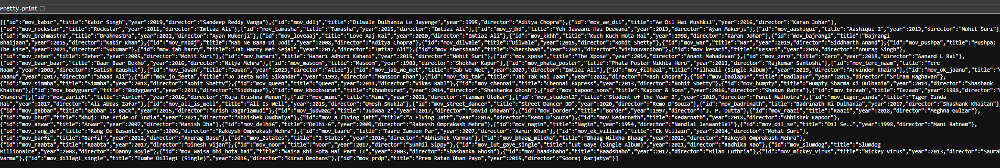 Pretty-print
[{"id":"mov_kabir","title":"Kabir Singh","year":2019,"director":"Sandeep Reddy Vanga"},{"id":"mov_ddlj","title":"Dilwale Dulhania Le Jayenge","year":1995,"director":"Aditya Chopra"},{"id":"mov_ae_dil","title":"Ae Dil Hai Mushkil","year":2016,"director":"Karan Johar"},
{"id":"mov_rockstar","title":"Rockstar","year":2011,"director":"Imtiaz Ali"},{"id":"mov_tamasha","title":"Tamasha","year":2015,"director":"Imtiaz Ali"},{"id":"mov_yjhd","title":"Yeh Jawaani Hai Deewani","year":2013,"director":"Ayan Mukerji"},{"id":"mov_aashiqui","title":"Aashiqui 2","year":2013,"director":"Mohit Suri"},
{"id":"mov_brahmastra","title":"Brahmastra","year":2022,"director":"Ayan Mukerji"},{"id":"mov_loveaaj","title":"Love Aaj Kal","year":2020,"director":"Imtiaz Ali"},{"id":"mov_kkhh","title":"Kuch Kuch Hota Hai","year":1998,"director":"Karan Johar"},{"id":"mov_bajrangi","title":"Bajrangi
Bhaijaan","year":2015,"director":"Kabir Khan"},{"id":"mov_rnbdj","title":"Rab Ne Bana Di Jodi","year":2008,"director":"Aditya Chopra"},{"id":"mov_dilwale","title":"Dilwale","year":2015,"director":"Rohit Shetty"},{"id":"mov_war","title":"War","year":2019,"director":"Siddharth Anand"},{"id":"mov_pushpa","title":"Pushpa:
The Rise","year":2021,"director":"Sukumar"},{"id":"mov_jab_harry","title":"Jab Harry Met Sejal","year":2017,"director":"Imtiaz Ali"},{"id":"mov_shershaah","title":"Shershaah","year":2021,"director":"Vishnuvardhan"},{"id":"mov_kesari","title":"Kesari","year":2019,"director":"Anurag Singh"},
{"id":"mov_zeher","title":"Zeher","year":2005,"director":"Mohit Suri"},{"id":"mov_hamari","title":"Hamari Adhuri Kahani","year":2015,"director":"Mohit Suri"},{"id":"mov_xpose","title":"The Xpose","year":2014,"director":"Anant Mahadevan"},{"id":"mov_zero","title":"Zero","year":2018,"director":"Aanand L Rai"},
{"id":"mov_baar_baar","title":"Baar Baar Dekho","year":2016,"director":"Nitya Mehra"},{"id":"mov_masoom","title":"Masoom","year":1983,"director":"Shekhar Kapur"},{"id":"mov_phata_poster","title":"Phata Poster Nikhla Hero","year":2013,"director":"Rajkumar Santoshi"},{"id":"mov_tere_naam","title":"Tere
Naam","year":2003,"director":"Satish Kaushik"},{"id":"mov_jawan","title":"Jawan","year":2023,"director":"Atlee"},{"id":"mov_jab_we_met","title":"Jab We Met","year":2007,"director":"Imtiaz Ali"},{"id":"mov_filhaal","title":"Filhaall (Single Album)","year":2019,"director":"Arvinder Khaira"},{"id":"mov_ok_jaanu","title":
Jaanu","year":2017,"director":"Shaad Ali"},{"id":"mov_jo_jeeta","title":"Jo Jeeta Wohi Sikandar","year":1992,"director":"Mansoor Khan"},{"id":"mov_jab_tak","title":"Jab Tak Hai Jaan","year":2012,"director":"Yash Chopra"},{"id":"mov_badlapur","title":"Badlapur","year":2015,"director":"Sriram Raghavan"},
{"id":"mov_simmba","title":"Simmba","year":2018,"director":"Rohit Shetty"},{"id":"mov_queen","title":"Queen","year":2014,"director":"Vikas Bahl"},{"id":"mov_chennai","title":"Chennai Express","year":2013,"director":"Rohit Shetty"},{"id":"mov_humpty","title":"Humpty Sharma Ki Dulhania","year":2014,"director":"Shashank
Khaitan"},{"id":"mov_bodyguard","title":"Bodyguard","year":2011,"director":"Siddique"},{"id":"mov_khoobsurat","title":"Khoobsurat","year":2014,"director":"Shashanka Ghosh"},{"id":"mov_kapoor_sons","title":"Kapoor & Sons","year":2016,"director":"Shakun Batra"},{"id":"mov_tezaab","title":"Tezaab","year":1988,"director":
Chandra"},{"id":"mov_airlift","title":"Airlift","year":2016,"director":"Raja Krishna Menon"},{"id":"mov_mimi","title":"Mimi","year":2021,"director":"Laxman Utekar"},{"id":"mov_student2","title":"Student of the Year 2","year":2019,"director":"Punit Malhotra"},{"id":"mov_tiger_zinda","title":"Tiger Zinda
Hai","year":2017,"director":"Ali Abbas Zafar"},{"id":"mov_all_is_well","title":"All Is Well","year":2015,"director":"Umesh Shukla"},{"id":"mov_street_dancer","title":"Street Dancer 3D","year":2020,"director":"Remo D'Souza"},{"id":"mov_badrinath","title":"Badrinath Ki Dulhania","year":2017,"director":"Shashank Khaitan"},
{"id":"mov_gabbar","title":"Gabbar Is Back","year":2015,"director":"Krish Jagarlamudi"},{"id":"mov_judwaa2","title":"Judwaa 2","year":2017,"director":"David Dhawan"},{"id":"mov_border","title":"Border","year":1997,"director":"J. P. Dutta"},{"id":"mov_raazi","title":"Raazi","year":2018,"director":"Meghna Gulzar"},
{"id":"mov_bhuj","title":"Bhuj: The Pride of India","year":2021,"director":"Abhishek Dudhaiya"},{"id":"mov_a_flying_jatt","title":"A Flying Jatt","year":2016,"director":"Remo D'Souza"},{"id":"mov_kedarnath","title":"Kedarnath","year":2018,"director":"Abhishek Kapoor"},
{"id":"mov_anwar","title":"Anwar","year":2007,"director":"Manish Jha"},{"id":"mov_delhi6","title":"Delhi-6","year":2009,"director":"Rakeysh Omprakash Mehra"},{"id":"mov_nagin","title":"Nagin","year":1954,"director":"Nandlal Jaswantlal"},{"id":"mov_dil_se","title":"Dil Se..","year":1998,"director":"Mani Ratnam"},
{"id":"mov_rang_de","title":"Rang De Basanti","year":2006,"director":"Rakeysh Omprakash Mehra"},{"id":"mov_taare","title":"Taare Zameen Par","year":2007,"director":"Aamir Khan"},{"id":"mov_ek_villian","title":"Ek Villain","year":2014,"director":"Mohit Suri"},
{"id":"mov_barfi","title":"Barfi!","year":2012,"director":"Anurag Basu"},{"id":"mov_2states","title":"2 States","year":2014,"director":"Abhishek Varman"},{"id":"mov_bhaag_milkha","title":"Bhaag Milkha Bhaag","year":2013,"director":"Rakeysh Omprakash Mehra"},
{"id":"mov_raabta","title":"Raabta","year":2017,"director":"Dinesh Vijan"},{"id":"mov_noor","title":"Noor","year":2017,"director":"Sunhil Sippy"},{"id":"mov_lut_gaye_single","title":"Lut Gaye (Single Album)","year":2021,"director":"Radhika Rao"},{"id":"mov_slumdog","title":"Slumdog
Millionaire","year":2008,"director":"Danny Boyle"},{"id":"mov_waisa_bhi_hota_hai","title":"Waisa Bhi Hota Hai Part II","year":2003,"director":"Shashanka Ghosh"},{"id":"mov_baadshaho","title":"Baadshaho","year":2017,"director":"Milan Luthria"},{"id":"mov_mickey_virus","title":"Mickey Virus","year":2013,"director":
Varma"},{"id":"mov_dillagi_single","title":"Tumhe Dillagi (Single)","year":2016,"director":"Kiran Deohans"},{"id":"mov_prdp","title":"Prem Ratan Dhan Payo","year":2015,"director":"Sooraj Barjatya"}]